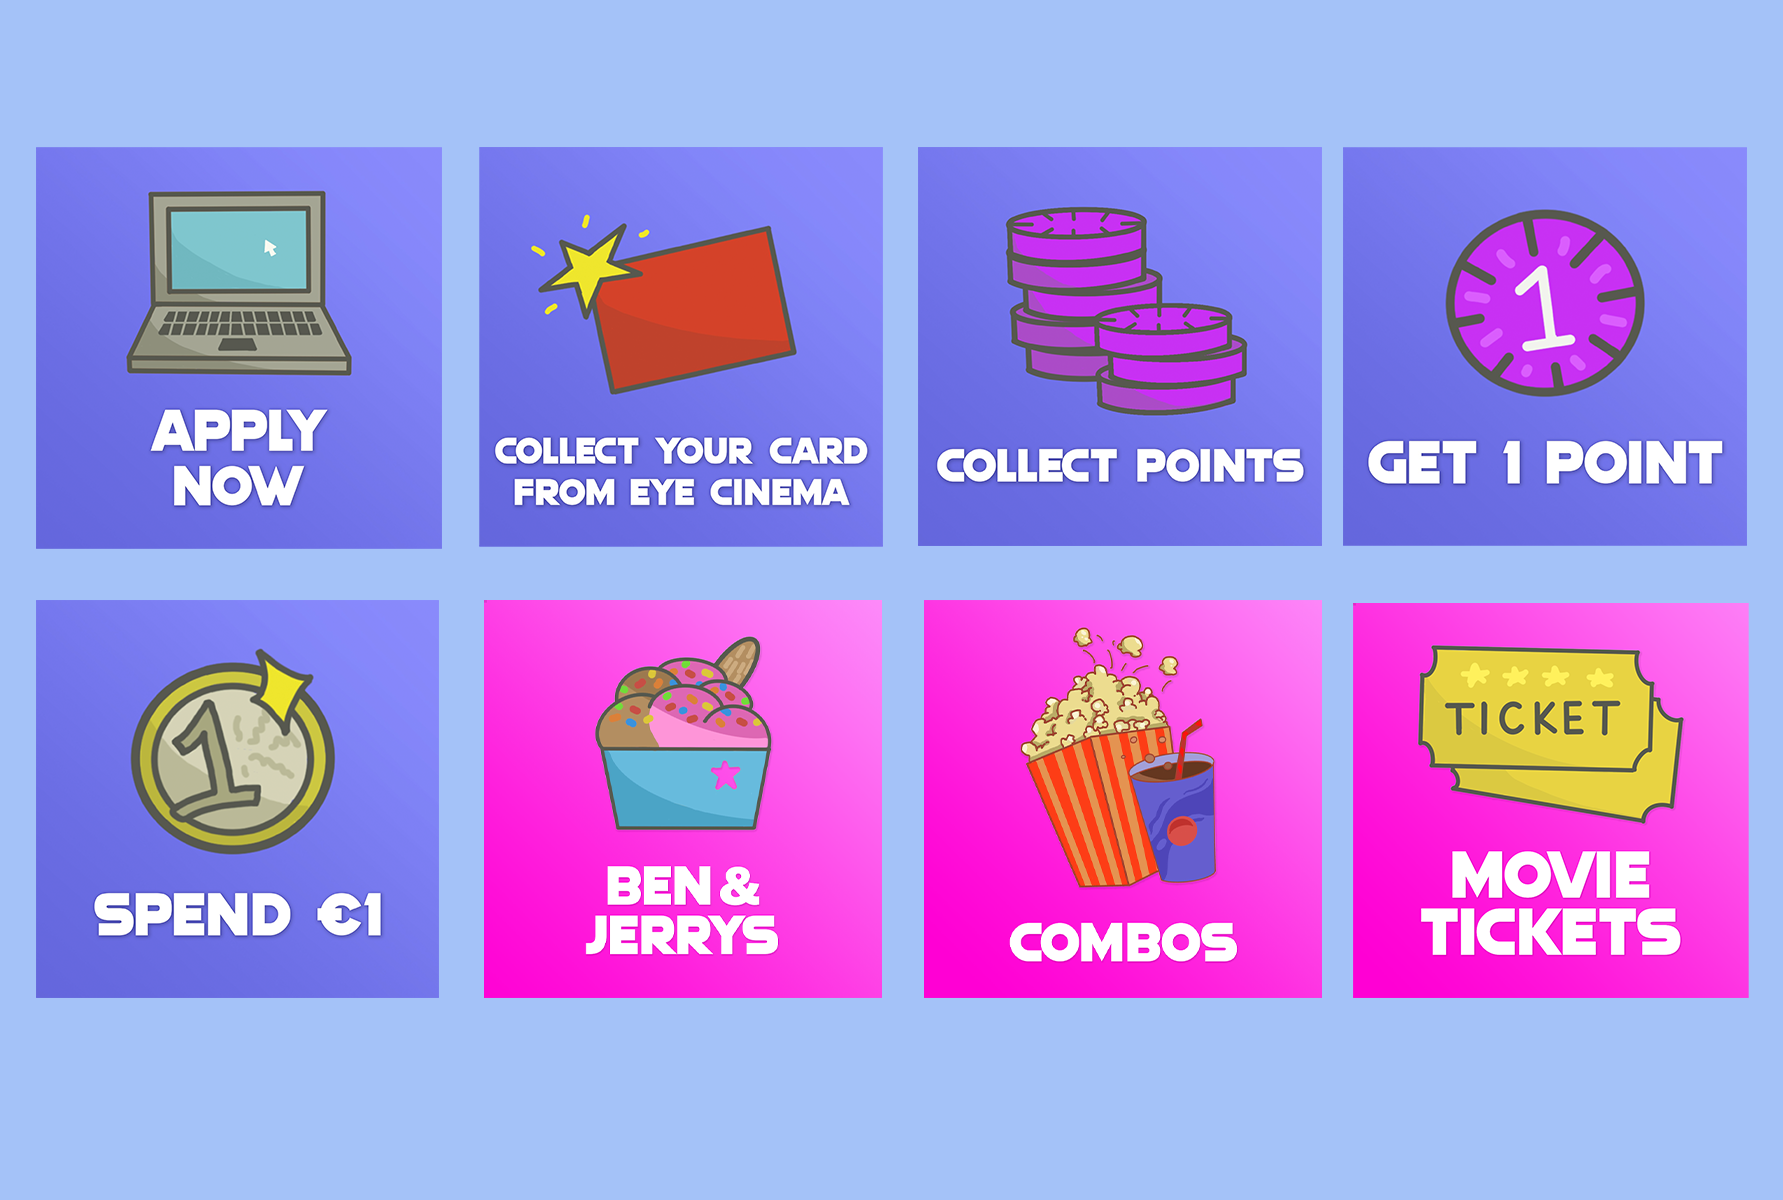 APPLY
NOW
COLLECT YOUR CARD
FROM EYE CINEMA
COLLECT POINTS
1
GET 1 POINT
1
SPEND €1
BEN &
JERRYS
COMBOS
TICKET
MOVIE
TICKETS